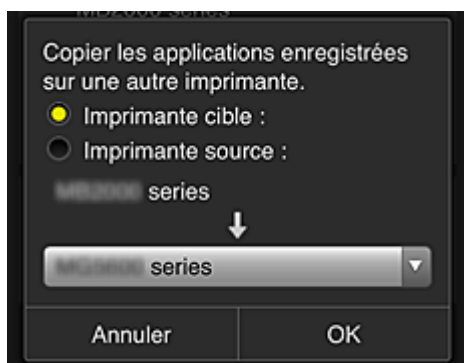 Copier les applications enregistrées
sur une autre imprimante.
Imprimante cible :
Imprimante source :
series
series
Annuler
OK